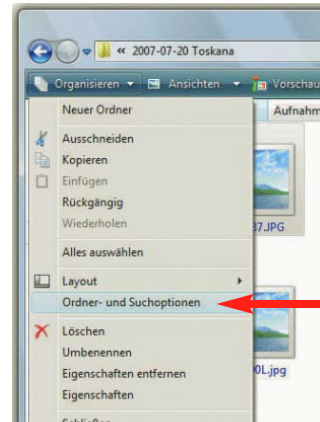 « 2007-07-20 Toskana
Organisieren Ansichten Vorschau
Neuer Ordner
Aufnahm
Ausschneiden
Kopieren
Einfügen
Rückgängig
Wiederholen
37.JPG
Alles auswählen
Layout
Ordner- und Suchoptionen
Löschen
Umbenennen
Eigenschaften entfernen
0L.jpg
Eigenschaften
Schließen